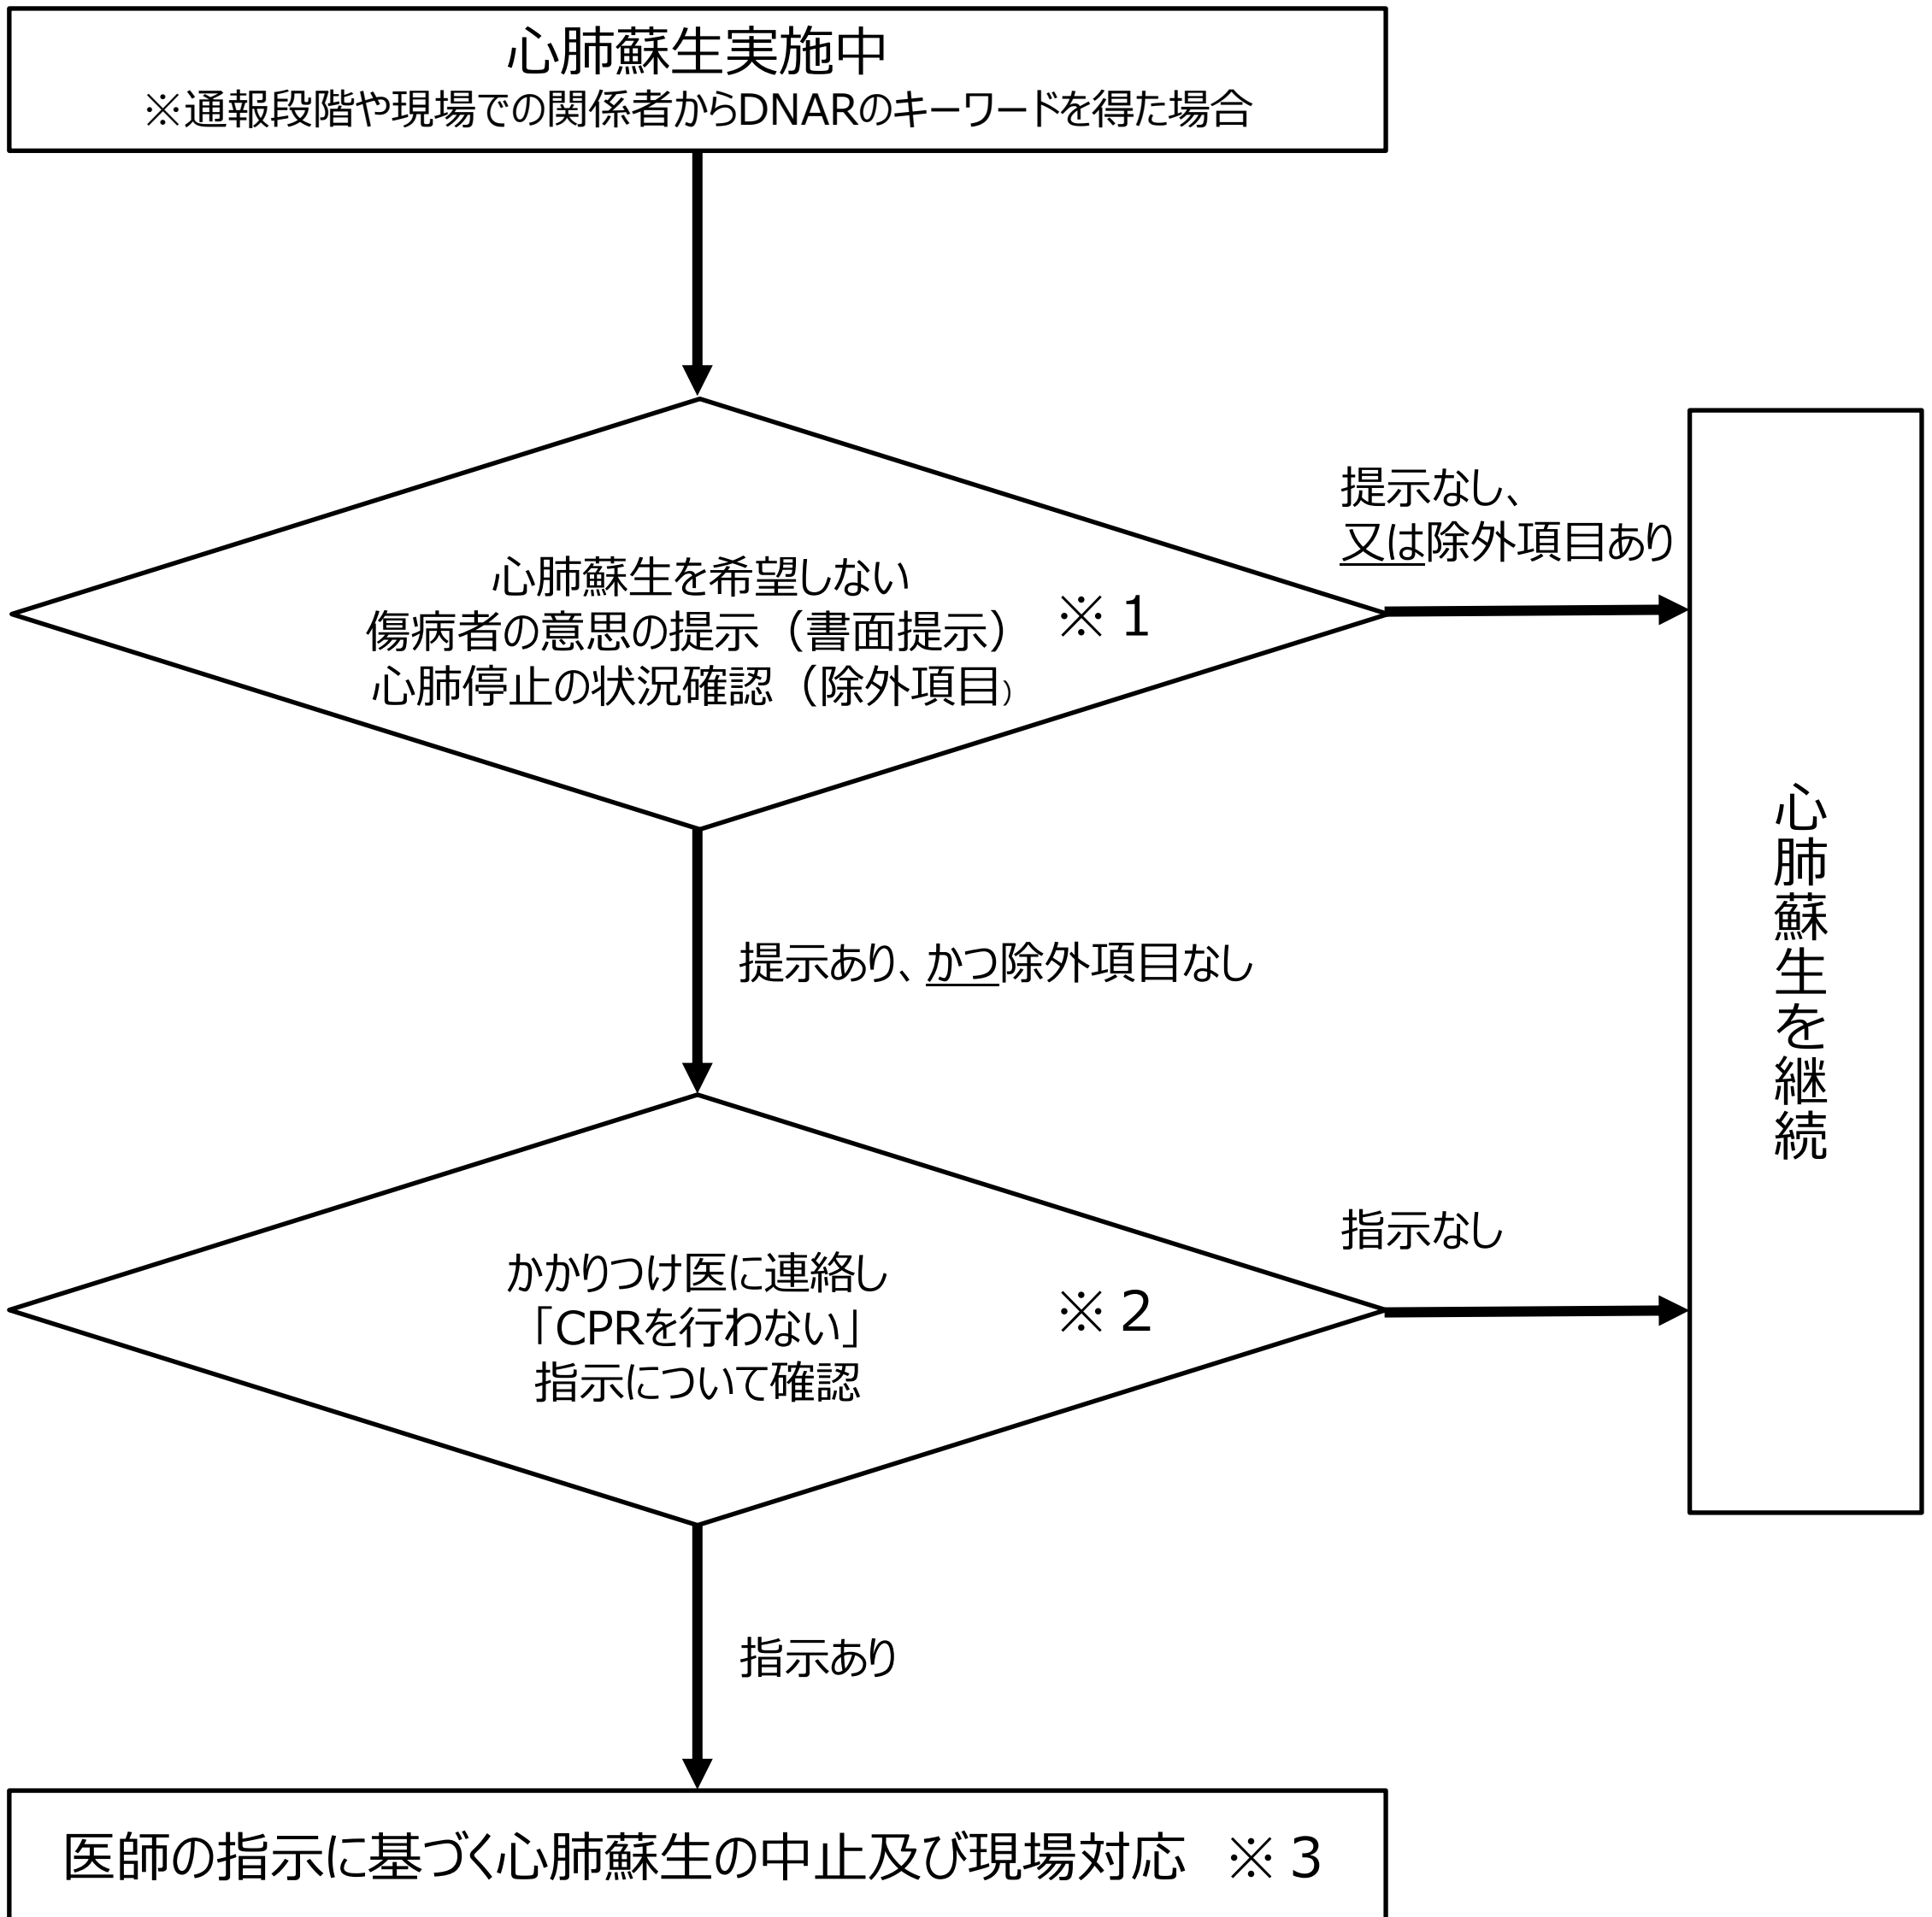 心肺蘇生実施中
※通報段階や現場での関係者からDNARのキーワードを得た場合
提示なし、
又は除外項目あり
心肺蘇生を希望しない
傷病者の意思の提示（書面提示）
心肺停止の状況確認（除外項目）
※１
心肺蘇生を継続
提示あり、かつ除外項目なし
指示なし
かかりつけ医に連絡し
「CPRを行わない」
指示について確認
※２
指示あり
医師の指示に基づく心肺蘇生の中止及び現場対応　※３